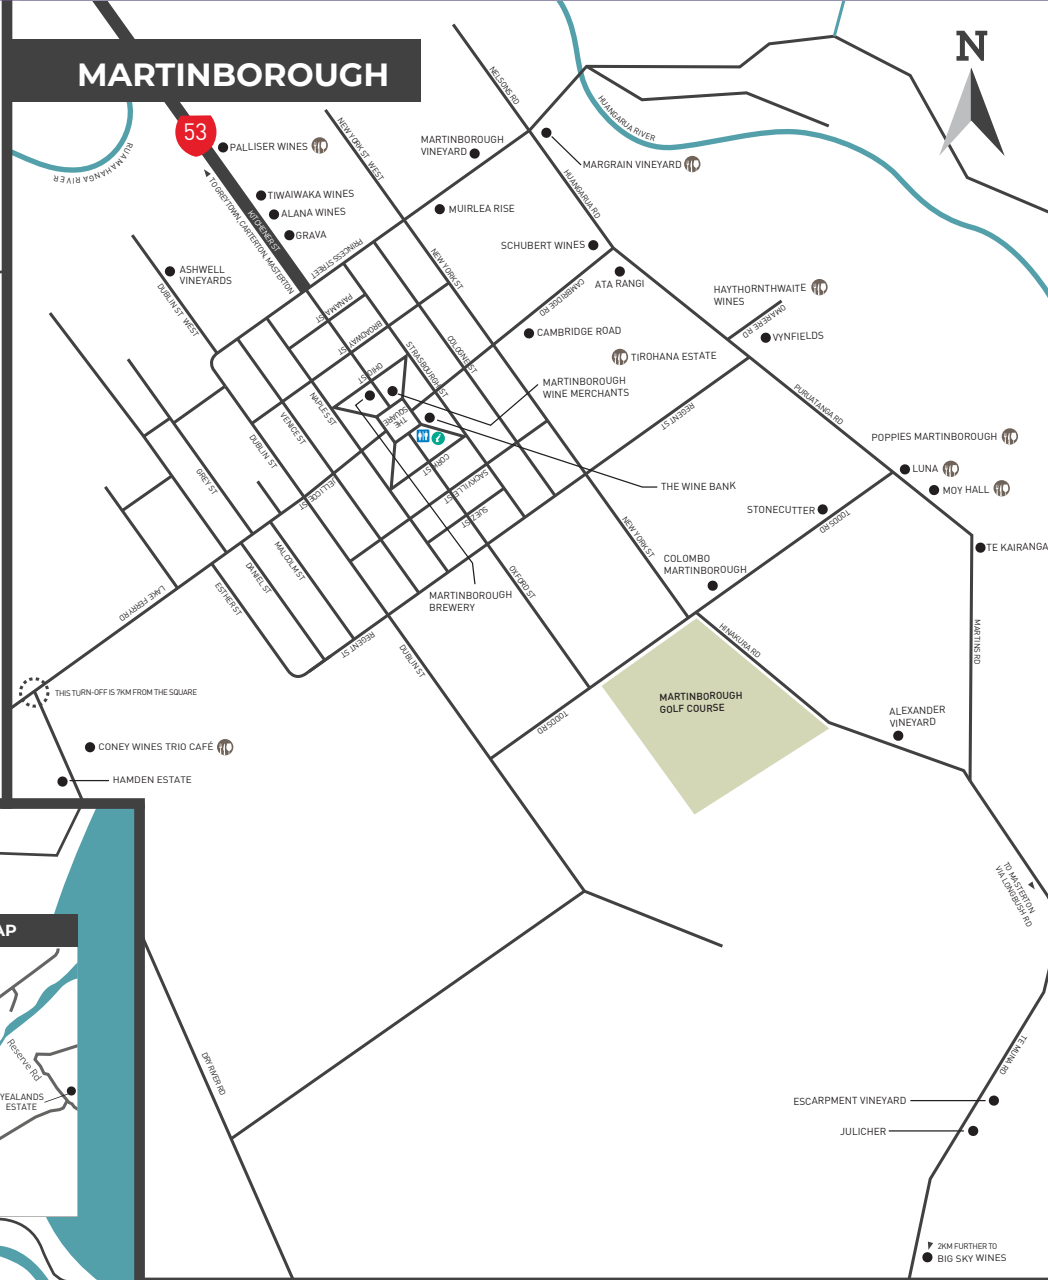 MARTINBOROUGH
N
53
RUAMAHANGA RIVER
PALLISER WINES
TO GREYTOWN, CARTERTON, MASTERTON
KITCHENER ST
TIWAIWAKA WINES
ALANA WINES
GRAVA
ASHWELL
VINEYARDS
DUBLIN ST WEST
NEW YORK ST WEST
NELSONS RD
MARTINBOROUGH
VINEYARD
HUANGARUA RIVER
MARGRAIN VINEYARD
HUANGARUA RD
MUIRLEA RISE
SCHUBERT WINES
ATA RANGI
PRINCESS STREET
NEW YORK ST
PANAMA ST
BROADWAY ST
CAMBRIDGE RD
CAMBRIDGE ROAD
HAYTHORNTHWAITE
WINES
OMARERE RD
VYNFIELDS
TIROHANA ESTATE
COLOGNE ST
STRASBOURGH ST
OHIO ST
NAPLES ST
THE
SQUARE
MARTINBOROUGH
WINE MERCHANTS
REGENT ST
PURUATANGA RD
POPPIES MARTINBOROUGH
LUNA
MOY HALL
VENICE ST
DUBLIN ST
GREY ST
JELLICOE ST
CORK ST
SACKVILLE ST
SUEZ ST
THE WINE BANK
STONECUTTER
TODDS RD
NEW YORK ST
TE KAIRANGA
COLOMBO
MARTINBOROUGH
OXFORD ST
MARTINBOROUGH
BREWERY
MALCOLM ST
DANIEL ST
ESTHER ST
LAKE FERRY RD
REGENT ST
DUBLIN ST
HINAKURA RD
MARTINS RD
THIS TURN-OFF IS 7KM FROM THE SQUARE
MARTINBOROUGH
GOLF COURSE
TODDS RD
ALEXANDER
VINEYARD
CONEY WINES TRIO CAFÉ
HAMDEN ESTATE
TO MASTERTON
VIA LONGBUSH RD
AP
Reserve Rd
YEALANDS
ESTATE
DRY RIVER RD
TE MUNA RD
ESCARPMENT VINEYARD
JULICHER
2KM FURTHER TO
BIG SKY WINES